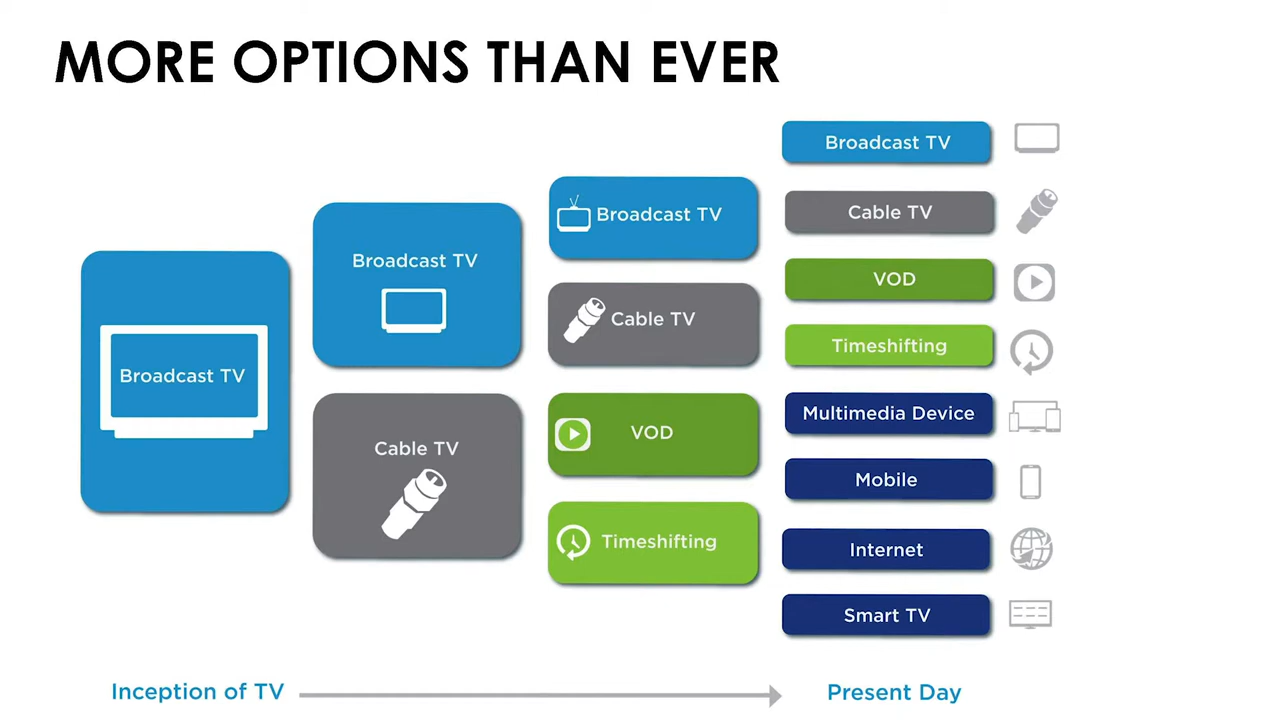 MORE OPTIONS THAN EVER
Broadcast TV
Broadcast TV
Cable TV
Broadcast TV
Cable TV
VOD
Timeshifting
Broadcast TV
Cable TV
VOD
Timeshifting
Multimedia Device
Mobile
Internet
Smart TV
Inception of TV
Present Day